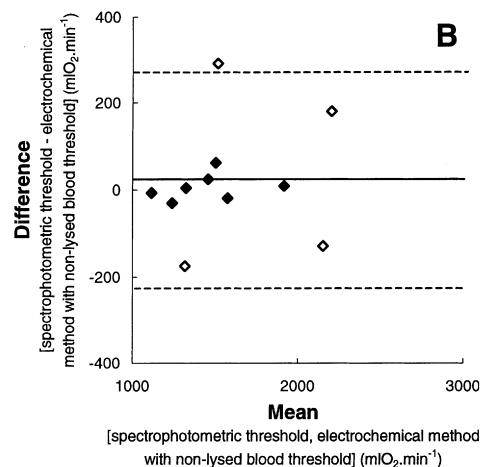 B
Difference
[spectrophotometric threshold - electrochemical
method with non-lysed blood threshold] (mlO₂.min⁻¹)
400
200
0
-200
-400
1000
2000
3000
Mean
[spectrophotometric threshold, electrochemical method
with non-lysed blood threshold] (mlO₂.min⁻¹)